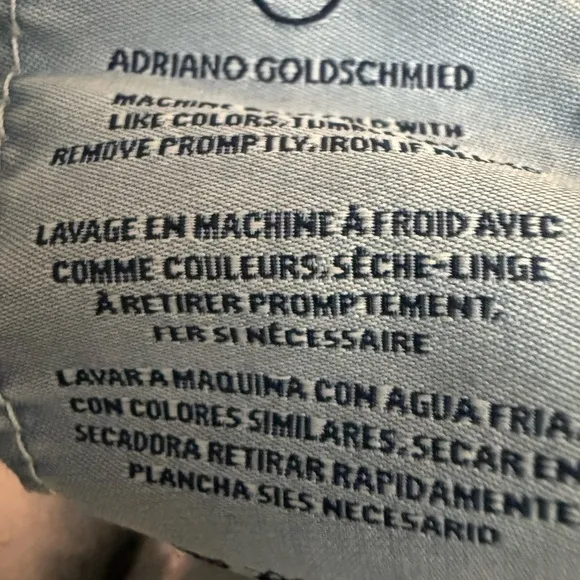 ADRIANO GOLDSCHMIED
MACHINE COLD WITH
LIKE COLORS. TUMBLE
REMOVE PROMPTLY. IRON IF
LAVAGE EN MACHINE À FROID AVEC
COMME COULEURS. SÈCHE-LINGE
À RETIRER PROMPTEMENT.
FER SI NÉCESSAIRE
LAVAR A MAQUINA CON AGUA FRIA.
CON COLORES SIMILARES. SECAR EN
SECADORA RETIRAR RAPIDAMENTE
PLANCHA SIES NECESARIO